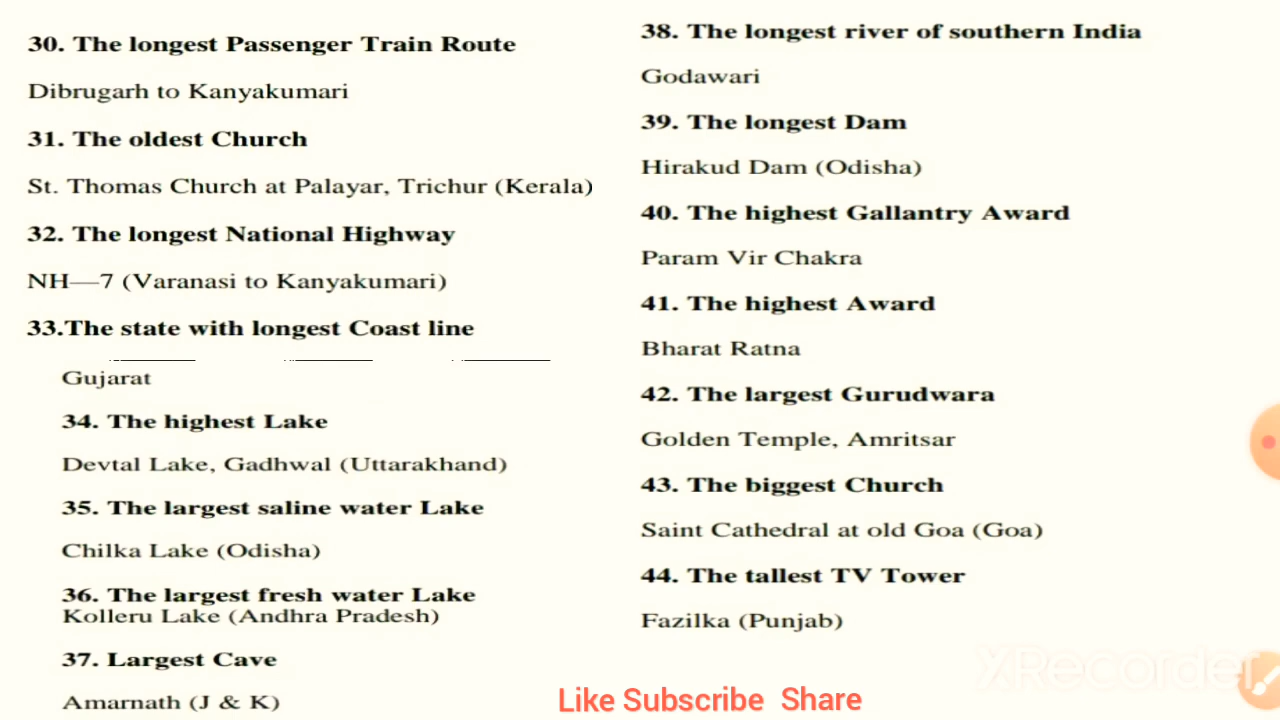 30. The longest Passenger Train Route
Dibrugarh to Kanyakumari
31. The oldest Church
St. Thomas Church at Palayar, Trichur (Kerala)
32. The longest National Highway
NH—7 (Varanasi to Kanyakumari)
33.The state with longest Coast line
Gujarat
34. The highest Lake
Devtal Lake, Gadhwal (Uttarakhand)
35. The largest saline water Lake
Chilka Lake (Odisha)
36. The largest fresh water Lake
Kolleru Lake (Andhra Pradesh)
37. Largest Cave
Amarnath (J & K)
38. The longest river of southern India
Godawari
39. The longest Dam
Hirakud Dam (Odisha)
40. The highest Gallantry Award
Param Vir Chakra
41. The highest Award
Bharat Ratna
42. The largest Gurudwara
Golden Temple, Amritsar
43. The biggest Church
Saint Cathedral at old Goa (Goa)
44. The tallest TV Tower
Fazilka (Punjab)
XRecorder
Like Subscribe Share